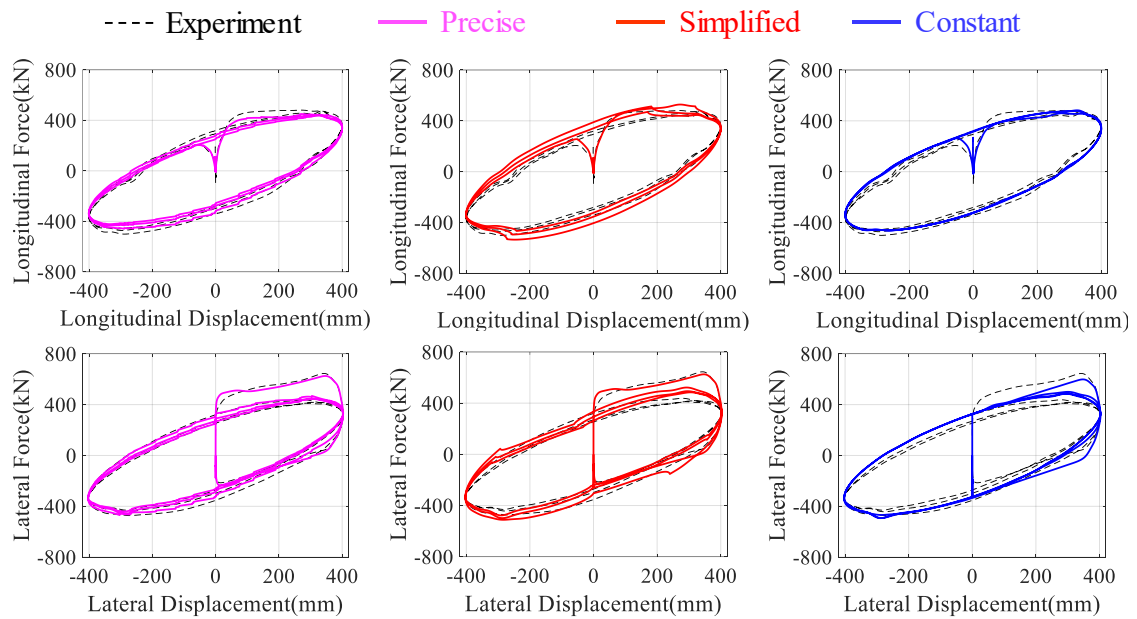 Experiment Precise Simplified Constant
800 800 800
400 400 400
0 0 0
-400 -400 -400
-800 -800 -800
Longitudinal Force(kN) Longitudinal Force(kN) Longitudinal Force(kN)
-400 -200 0 200 400 -400 -200 0 200 400 -400 -200 0 200 400
Longitudinal Displacement(mm) Longitudinal Displacement(mm) Longitudinal Displacement(mm)
800 800 800
400 400 400
0 0 0
-400 -400 -400
-800 -800 -800
Lateral Force(kN) Lateral Force(kN) Lateral Force(kN)
-400 -200 0 200 400 -400 -200 0 200 400 -400 -200 0 200 400
Lateral Displacement(mm) Lateral Displacement(mm) Lateral Displacement(mm)